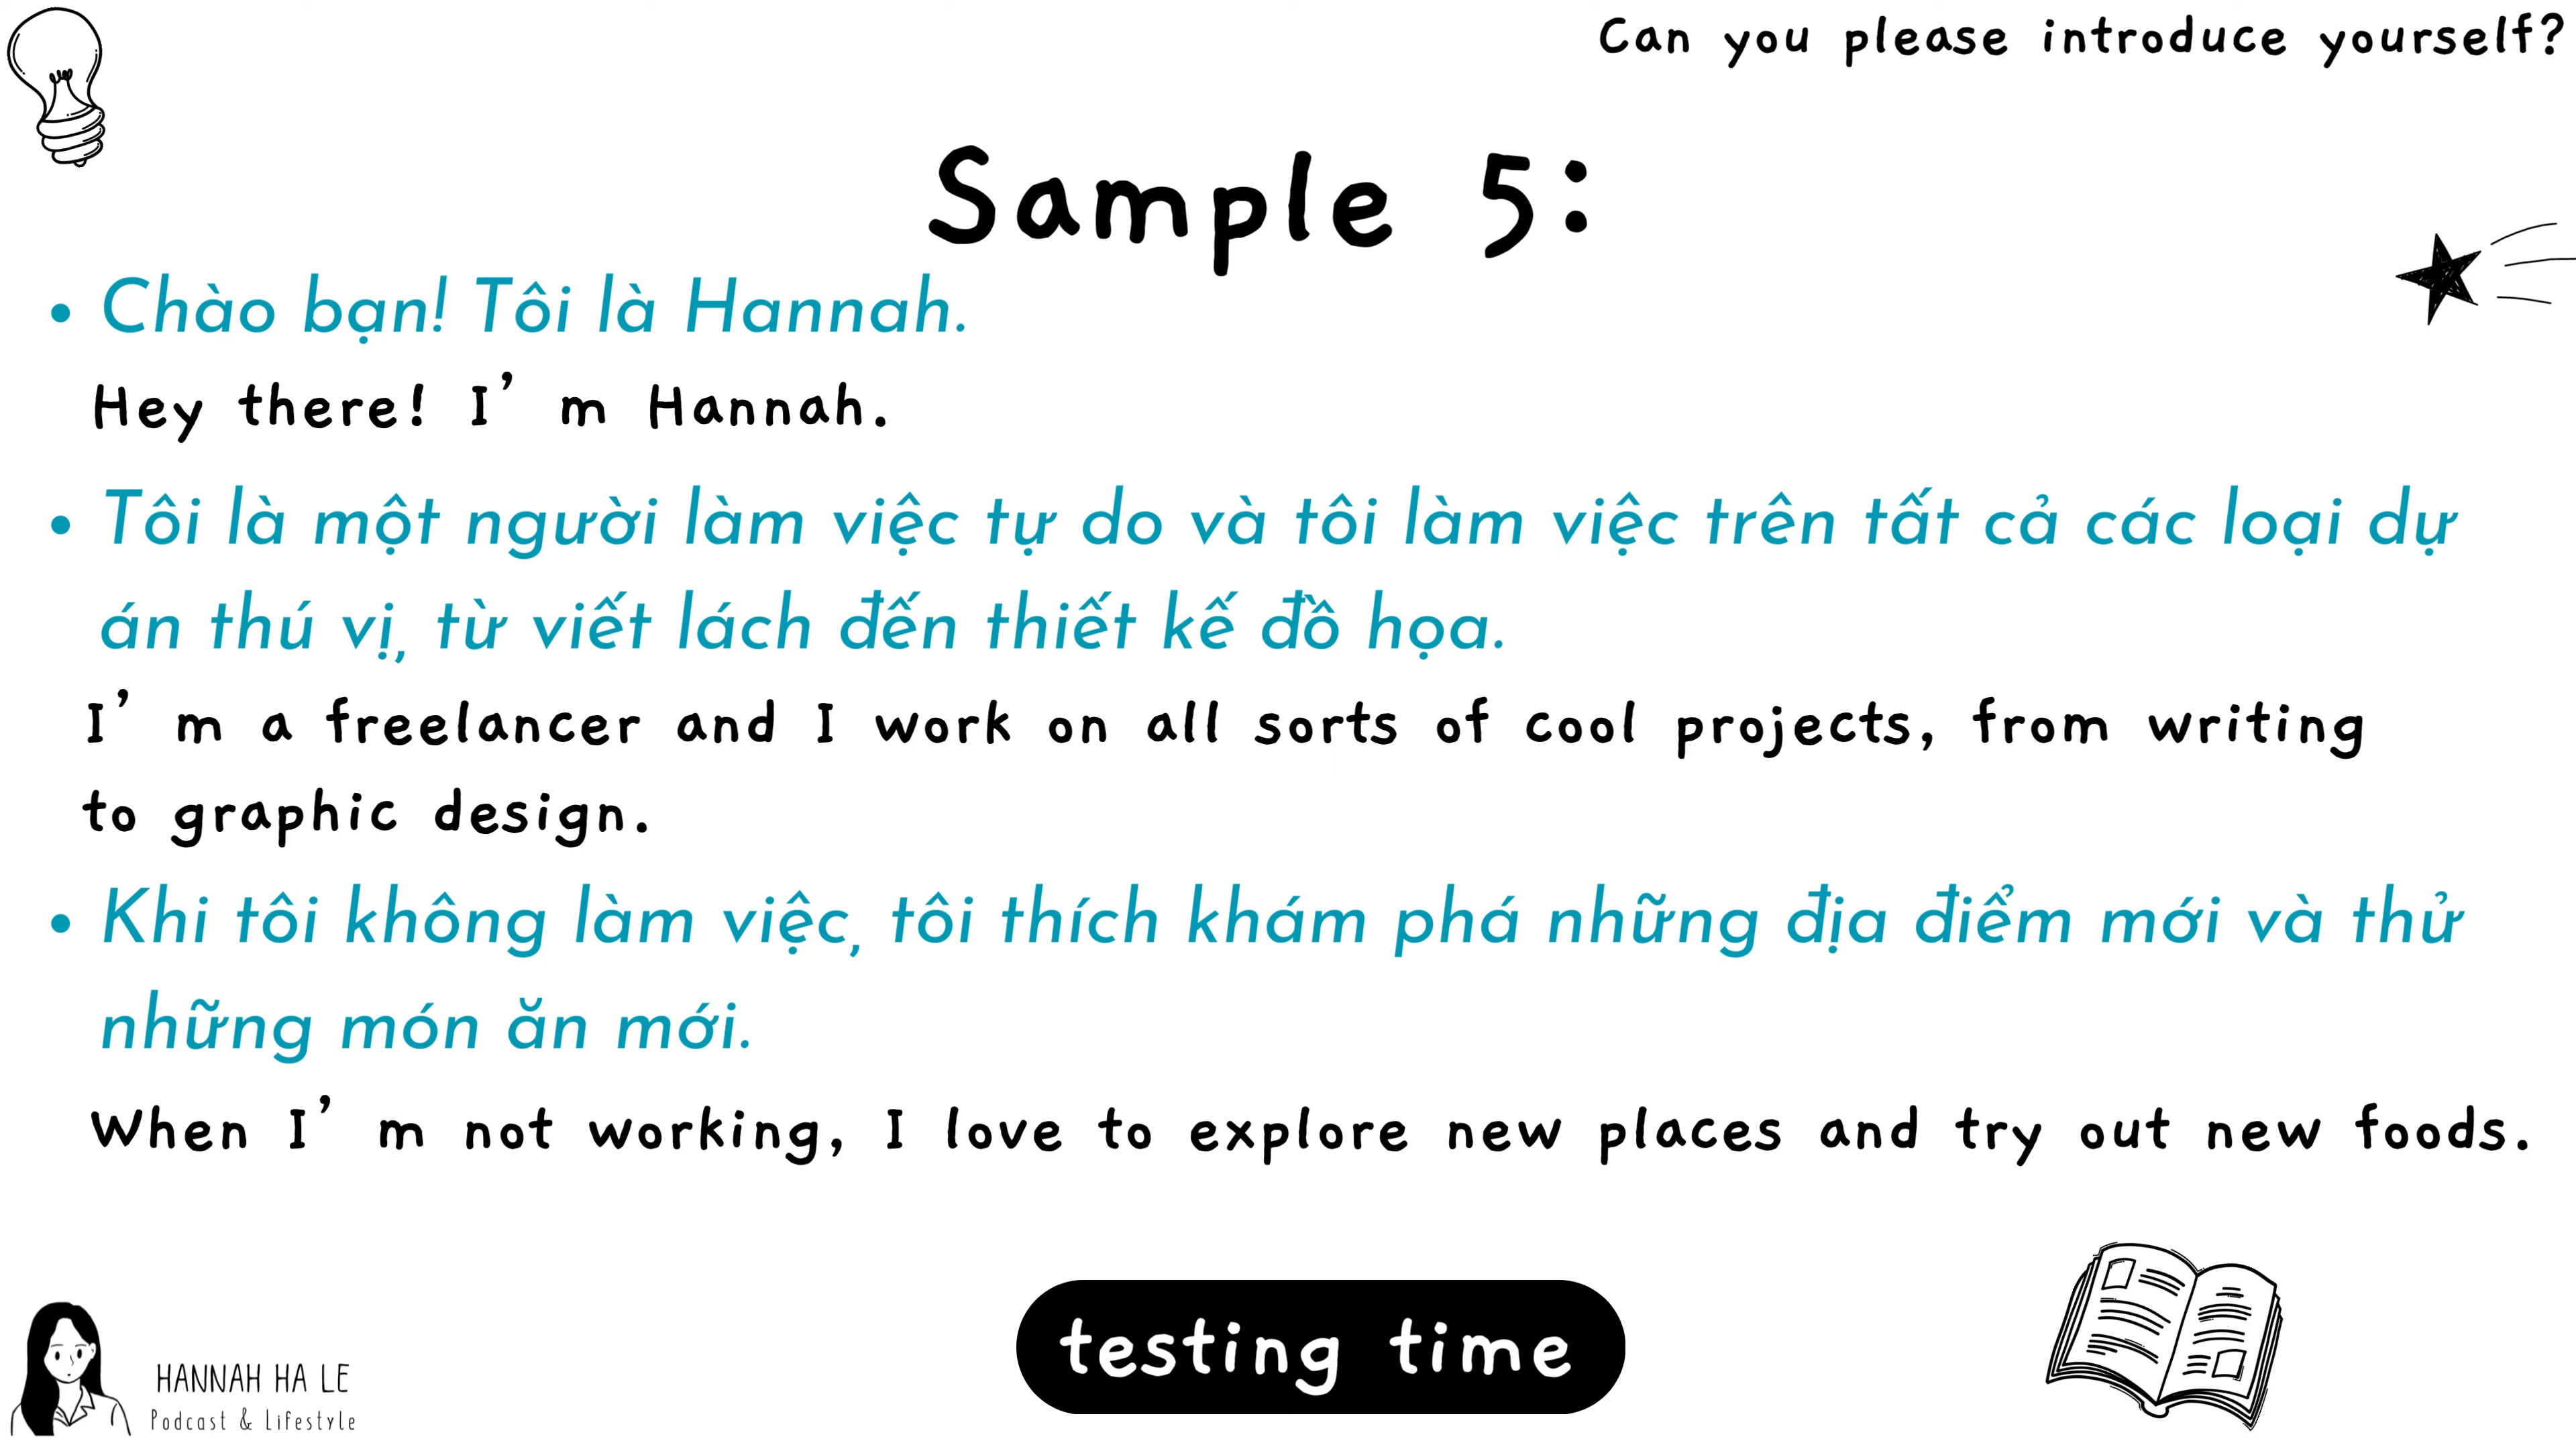 Can you please introduce yourself?
Sample 5:
• Chào bạn! Tôi là Hannah.
Hey there! I’m Hannah.
• Tôi là một người làm việc tự do và tôi làm việc trên tất cả các loại dự
án thú vị, từ viết lách đến thiết kế đồ họa.
I’m a freelancer and I work on all sorts of cool projects, from writing
to graphic design.
• Khi tôi không làm việc, tôi thích khám phá những địa điểm mới và thử
những món ăn mới.
When I’m not working, I love to explore new places and try out new foods.
testing time
HANNAH HA LE
Podcast & Lifestyle